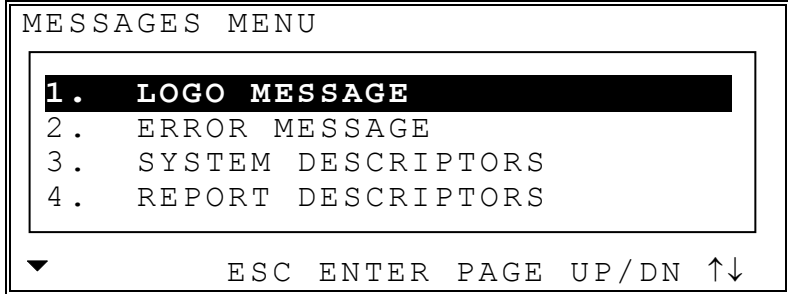 MESSAGES MENU
1. LOGO MESSAGE
2. ERROR MESSAGE
3. SYSTEM DESCRIPTORS
4. REPORT DESCRIPTORS
ESC ENTER PAGE UP/DN ↑↓